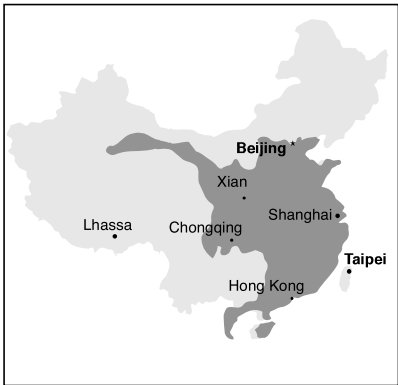 Beijing
Xian
Shanghai
Lhassa
Chongqing
Taipei
Hong Kong